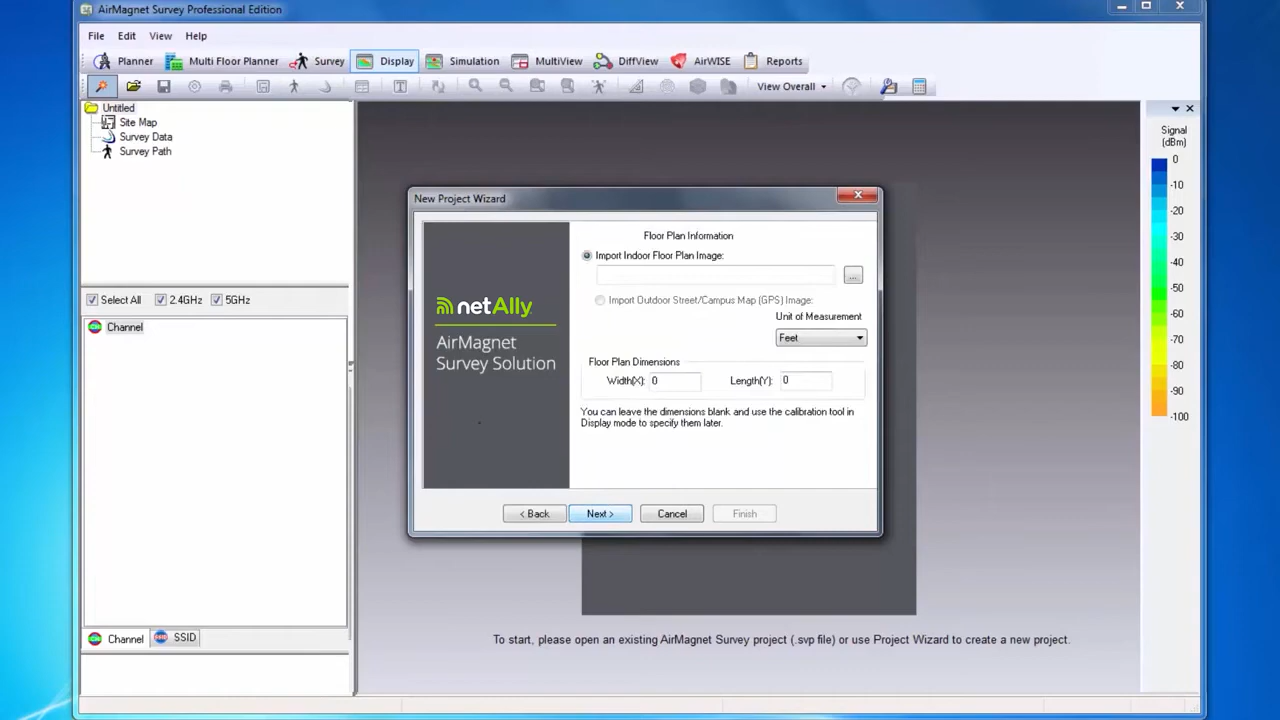 AirMagnet Survey Professional Edition
File Edit View Help
Planner Multi Floor Planner Survey Display Simulation MultiView DiffView AirWISE Reports
View Overall
Untitled
Site Map
Survey Data
Survey Path
Signal
(dBm)
0
-10
-20
-30
-40
-50
-60
-70
-80
-90
-100
Select All 2.4GHz 5GHz
Channel
Channel SSID
New Project Wizard
netAlly
AirMagnet
Survey Solution
Floor Plan Information
Import Indoor Floor Plan Image:
...
Import Outdoor Street/Campus Map (GPS) Image:
Unit of Measurement
Feet
Floor Plan Dimensions
Width(X): 0 Length(Y): 0
You can leave the dimensions blank and use the calibration tool in
Display mode to specify them later.
< Back Next > Cancel Finish
To start, please open an existing AirMagnet Survey project (.svp file) or use Project Wizard to create a new project.